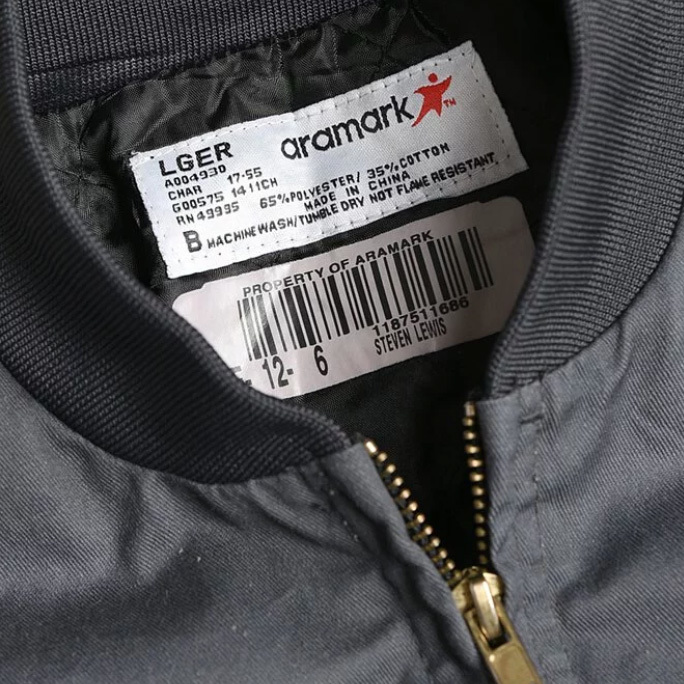 aramark TM
LGER
A004930
CHAR 17-55
G00575 1411CH
RN 49995 65%POLYESTER/ 35%COTTON
MADE IN CHINA
B MACHINE WASH/TUMBLE DRY NOT FLAME RESISTANT
PROPERTY OF ARAMARK
1187511686
STEVEN LEWIS
12- 6